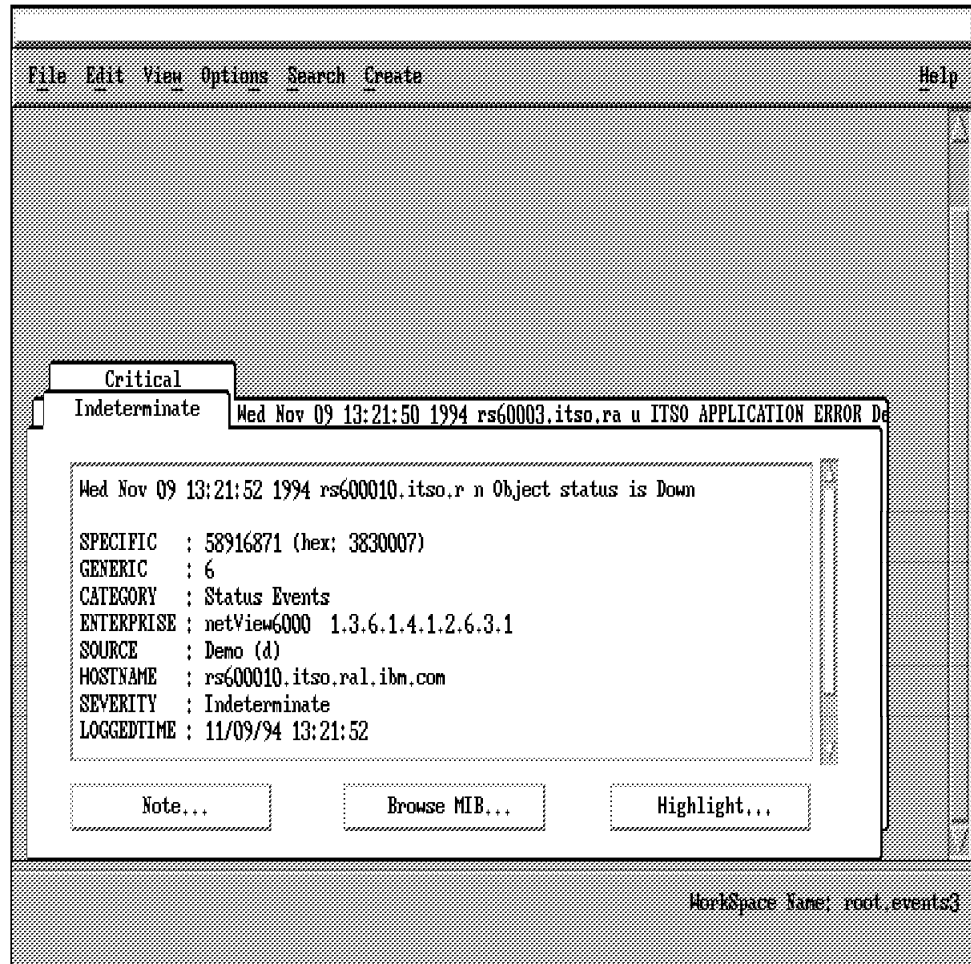 File Edit View Options Search Create Help
Critical
Indeterminate Wed Nov 09 13:21:50 1994 rs60003.itso.ra u ITSO APPLICATION ERROR De
Wed Nov 09 13:21:52 1994 rs600010.itso.r n Object status is Down
SPECIFIC : 58916871 (hex: 3830007)
GENERIC : 6
CATEGORY : Status Events
ENTERPRISE : netView6000 1.3.6.1.4.1.2.6.3.1
SOURCE : Demo (d)
HOSTNAME : rs600010.itso.ral.ibm.com
SEVERITY : Indeterminate
LOGGEDTIME : 11/09/94 13:21:52
Note... Browse MIB... Highlight...
WorkSpace Name: root.events3